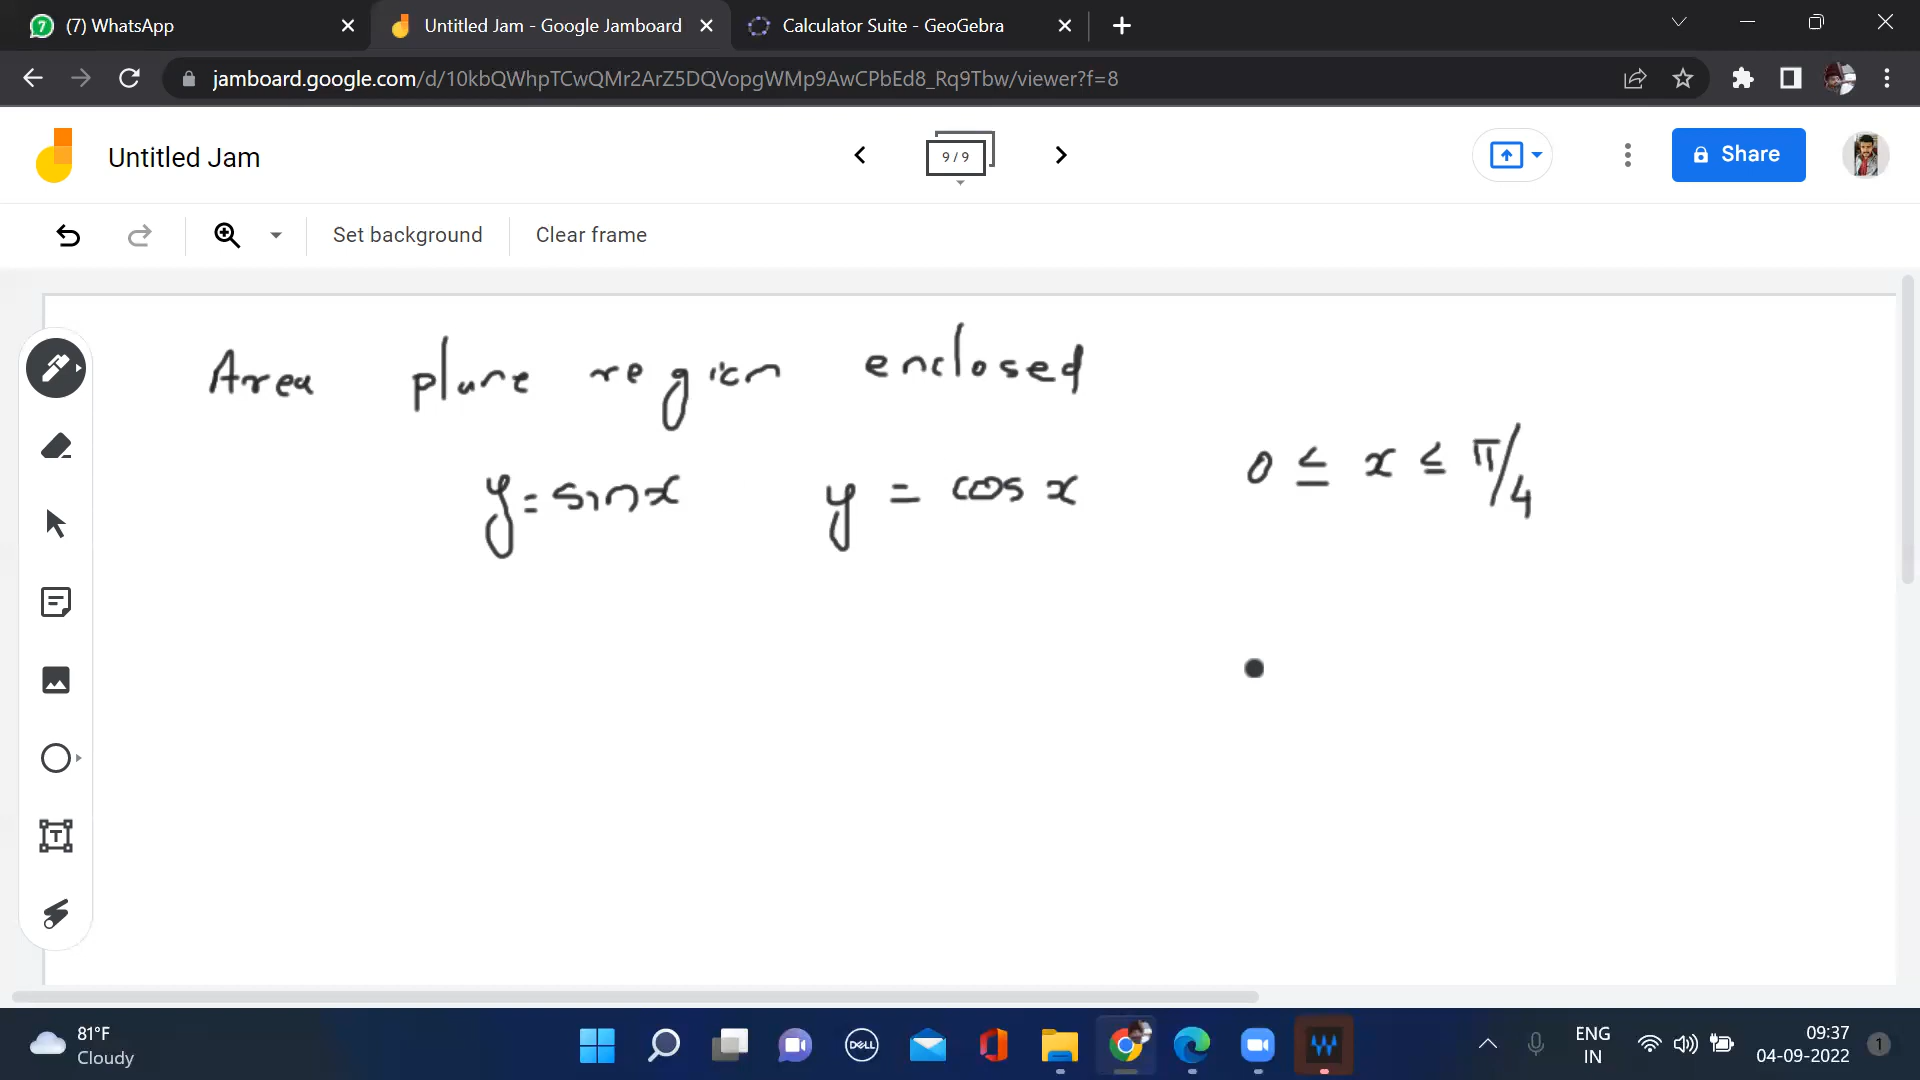 (7) WhatsApp
Untitled Jam - Google Jamboard
Calculator Suite - GeoGebra
jamboard.google.com/d/10kbQWhpTCwQMr2ArZ5DQVopgWMp9AwCPbEd8_Rq9Tbw/viewer?f=8
Untitled Jam
9 / 9
Share
Set background
Clear frame
Area plane region enclosed
y = sinx y = cos x 0 ≤ x ≤ π/4
81°F
Cloudy
DELL
ENG
IN
09:37
04-09-2022
1